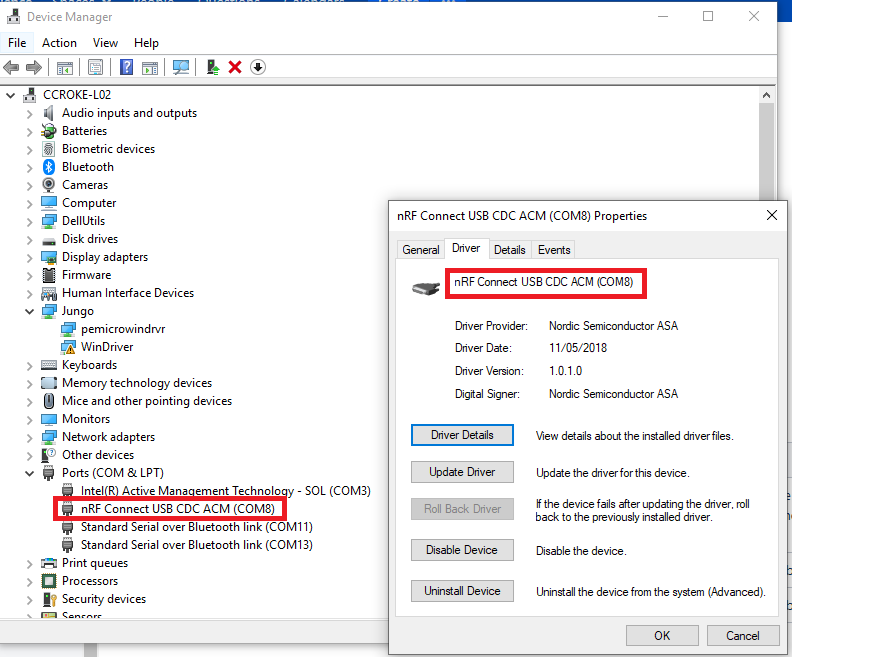 Device Manager
File Action View Help
CCROKE-L02
Audio inputs and outputs
Batteries
Biometric devices
Bluetooth
Cameras
Computer
DellUtils
Disk drives
Display adapters
Firmware
Human Interface Devices
Jungo
pemicrowindrvr
WinDriver
Keyboards
Memory technology devices
Mice and other pointing devices
Monitors
Network adapters
Other devices
Ports (COM & LPT)
Intel(R) Active Management Technology - SOL (COM3)
nRF Connect USB CDC ACM (COM8)
Standard Serial over Bluetooth link (COM11)
Standard Serial over Bluetooth link (COM13)
Print queues
Processors
Security devices
Sensors
nRF Connect USB CDC ACM (COM8) Properties
General Driver Details Events
nRF Connect USB CDC ACM (COM8)
Driver Provider: Nordic Semiconductor ASA
Driver Date: 11/05/2018
Driver Version: 1.0.1.0
Digital Signer: Nordic Semiconductor ASA
Driver Details View details about the installed driver files.
Update Driver Update the driver for this device.
Roll Back Driver If the device fails after updating the driver, roll
back to the previously installed driver.
Disable Device Disable the device.
Uninstall Device Uninstall the device from the system (Advanced).
OK Cancel